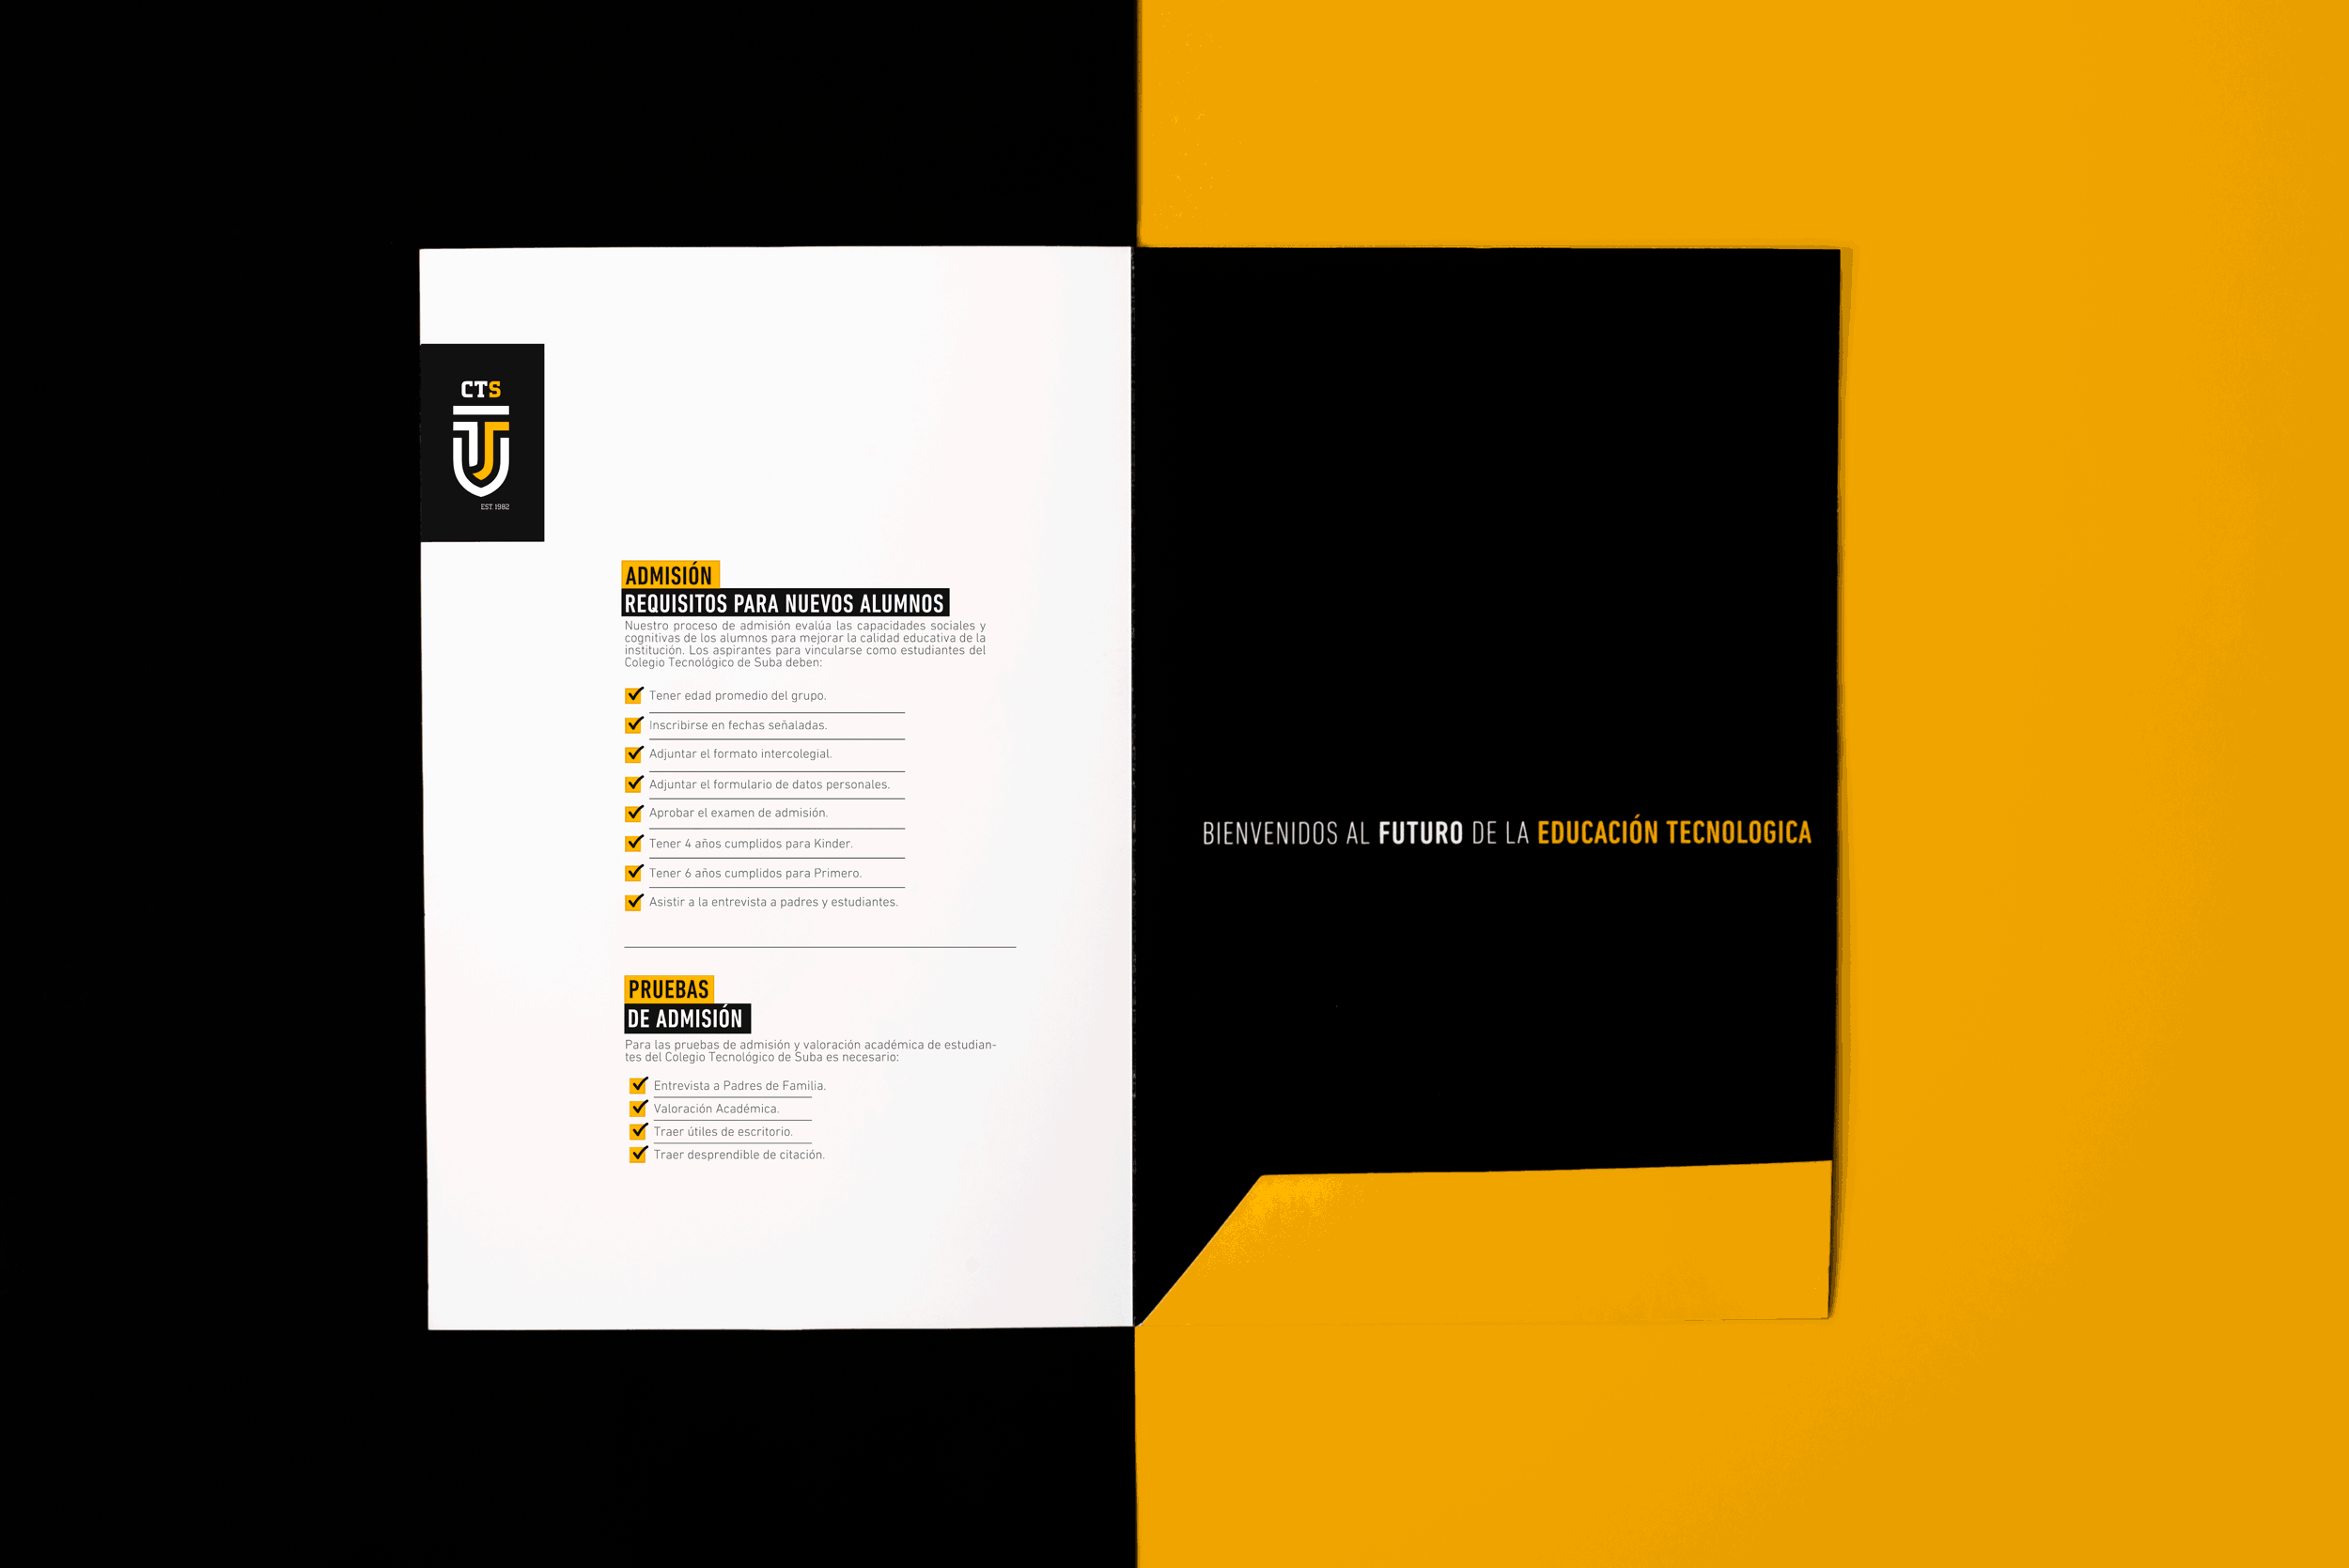 CTS
EST. 1982
ADMISIÓN
REQUISITOS PARA NUEVOS ALUMNOS
Nuestro proceso de admisión evalúa las capacidades sociales y
cognitivas de los alumnos para mejorar la calidad educativa de la
institución. Los aspirantes para vincularse como estudiantes del
Colegio Tecnológico de Suba deben:
Tener edad promedio del grupo.
Inscribirse en fechas señaladas.
Adjuntar el formato intercolegial.
Adjuntar el formulario de datos personales.
Aprobar el examen de admisión.
Tener 4 años cumplidos para Kinder.
Tener 6 años cumplidos para Primero.
Asistir a la entrevista a padres y estudiantes.
PRUEBAS
DE ADMISIÓN
Para las pruebas de admisión y valoración académica de estudian-
tes del Colegio Tecnológico de Suba es necesario:
Entrevista a Padres de Familia.
Valoración Académica.
Traer útiles de escritorio.
Traer desprendible de citación.
BIENVENIDOS AL FUTURO DE LA EDUCACIÓN TECNOLOGICA